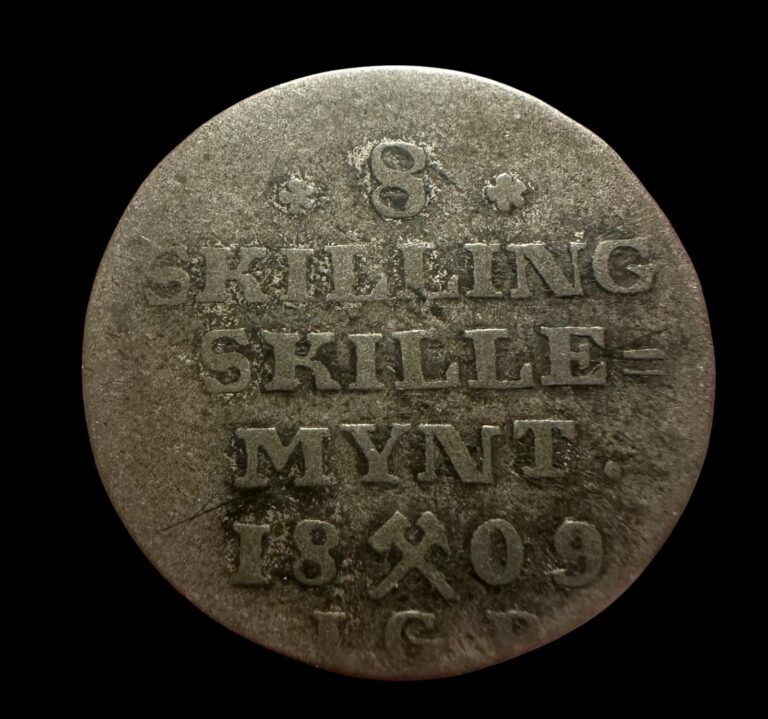 8
SKILLING
SKILLE=
MYNT.
18 09
I G P